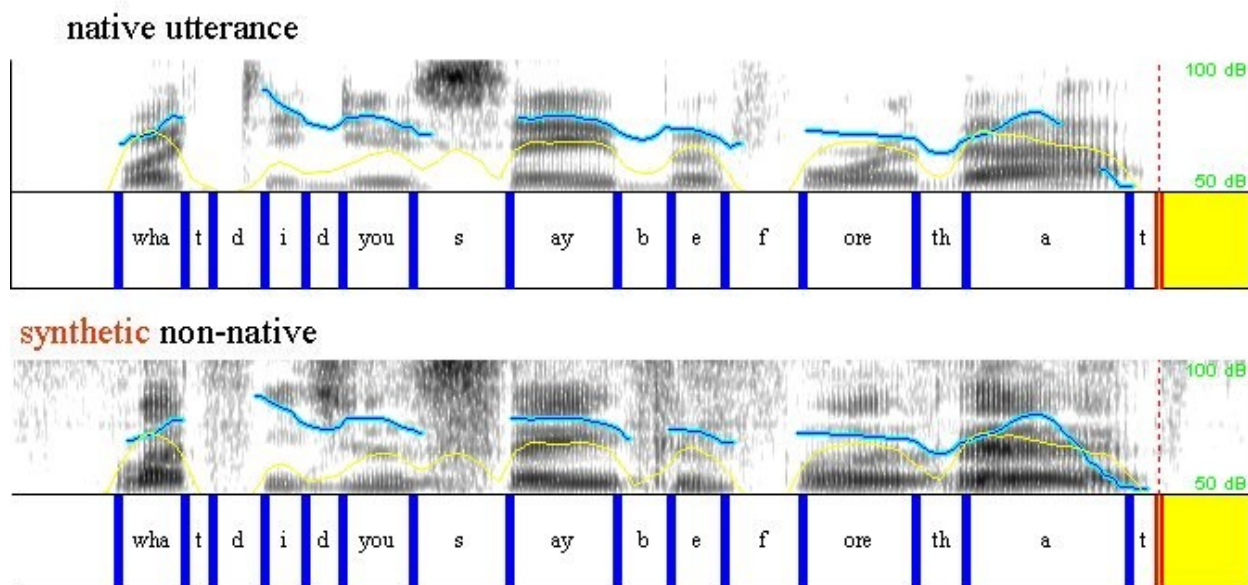 native utterance
100 dB
50 dB
wha t d i d you s ay b e f ore th a t
synthetic non-native
100 dB
50 dB
wha t d i d you s ay b e f ore th a t